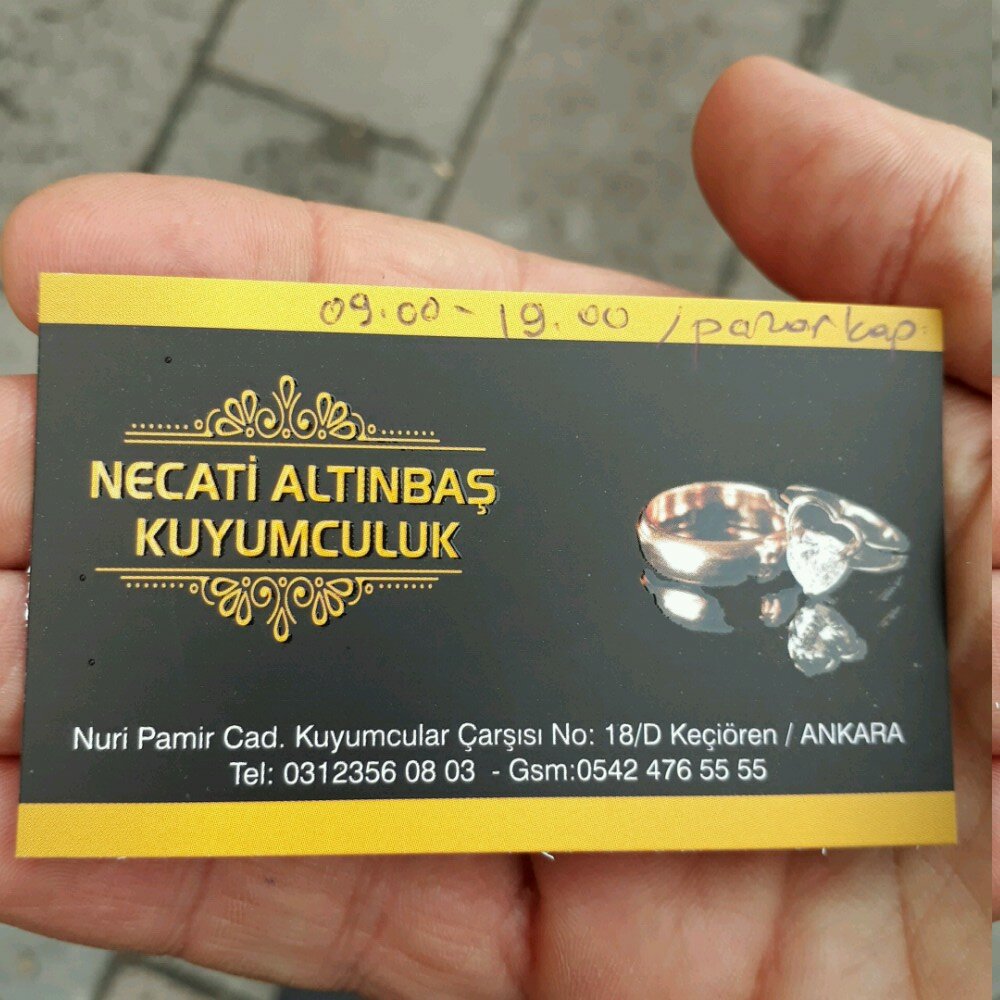 09.00 - 19.00 / pazar kap.
NECATİ ALTINBAŞ
KUYUMCULUK
Nuri Pamir Cad. Kuyumcular Çarşısı No: 18/D Keçiören / ANKARA
Tel: 0312356 08 03 - Gsm:0542 476 55 55